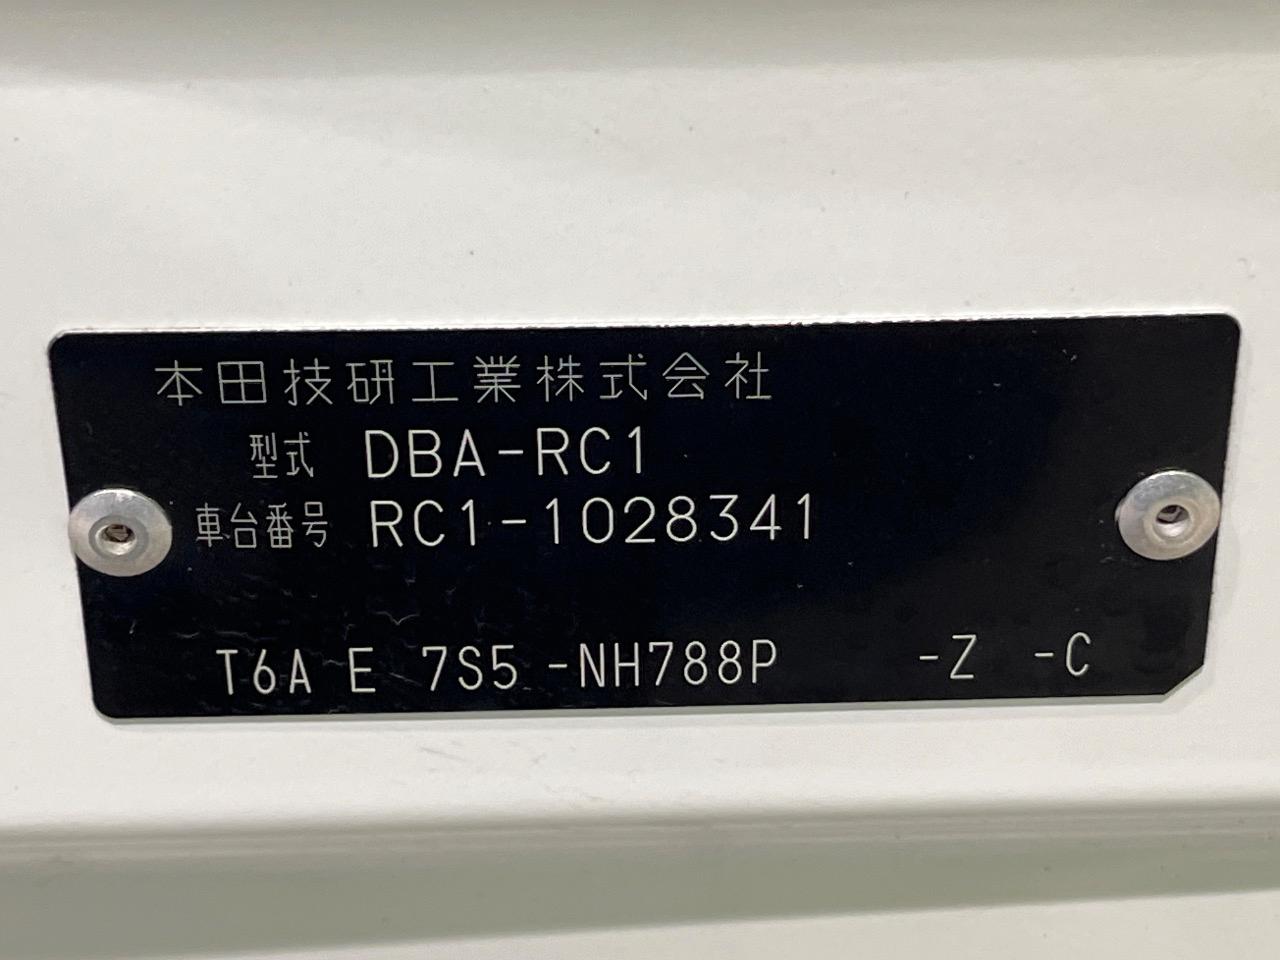 本田技研工業株式会社
型式 DBA-RC1
車台番号 RC1-1028341
T6A E 7S5 -NH788P -Z -C